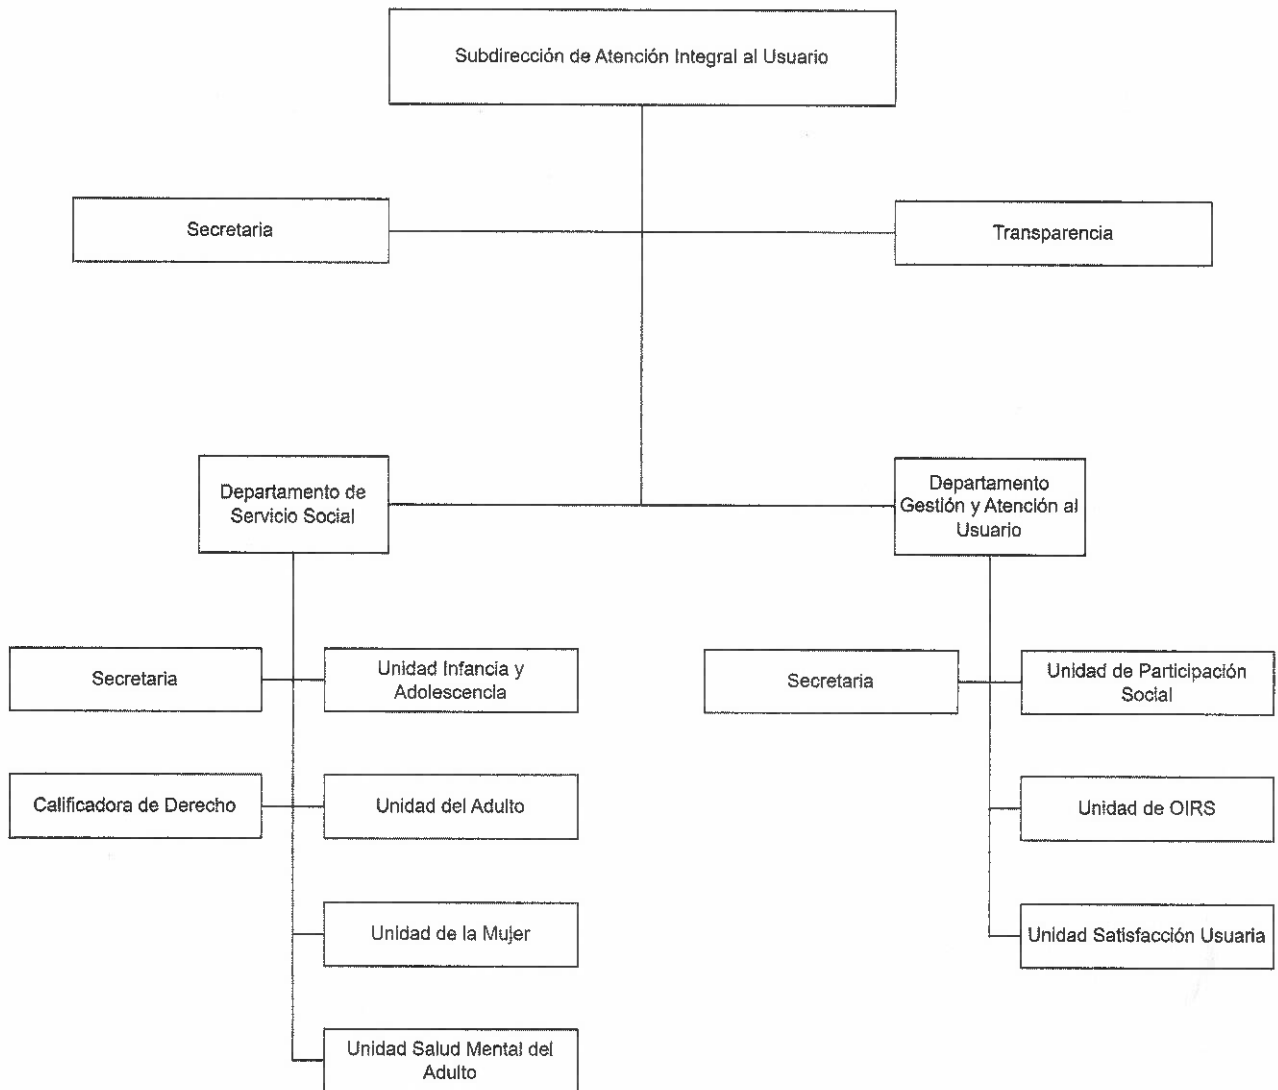 Subdirección de Atención Integral al Usuario
Secretaria
Transparencia
Departamento de
Servicio Social
Departamento
Gestión y Atención al
Usuario
Secretaria
Unidad Infancia y
Adolescencia
Secretaria
Unidad de Participación
Social
Calificadora de Derecho
Unidad del Adulto
Unidad de OIRS
Unidad de la Mujer
Unidad Satisfacción Usuaria
Unidad Salud Mental del
Adulto